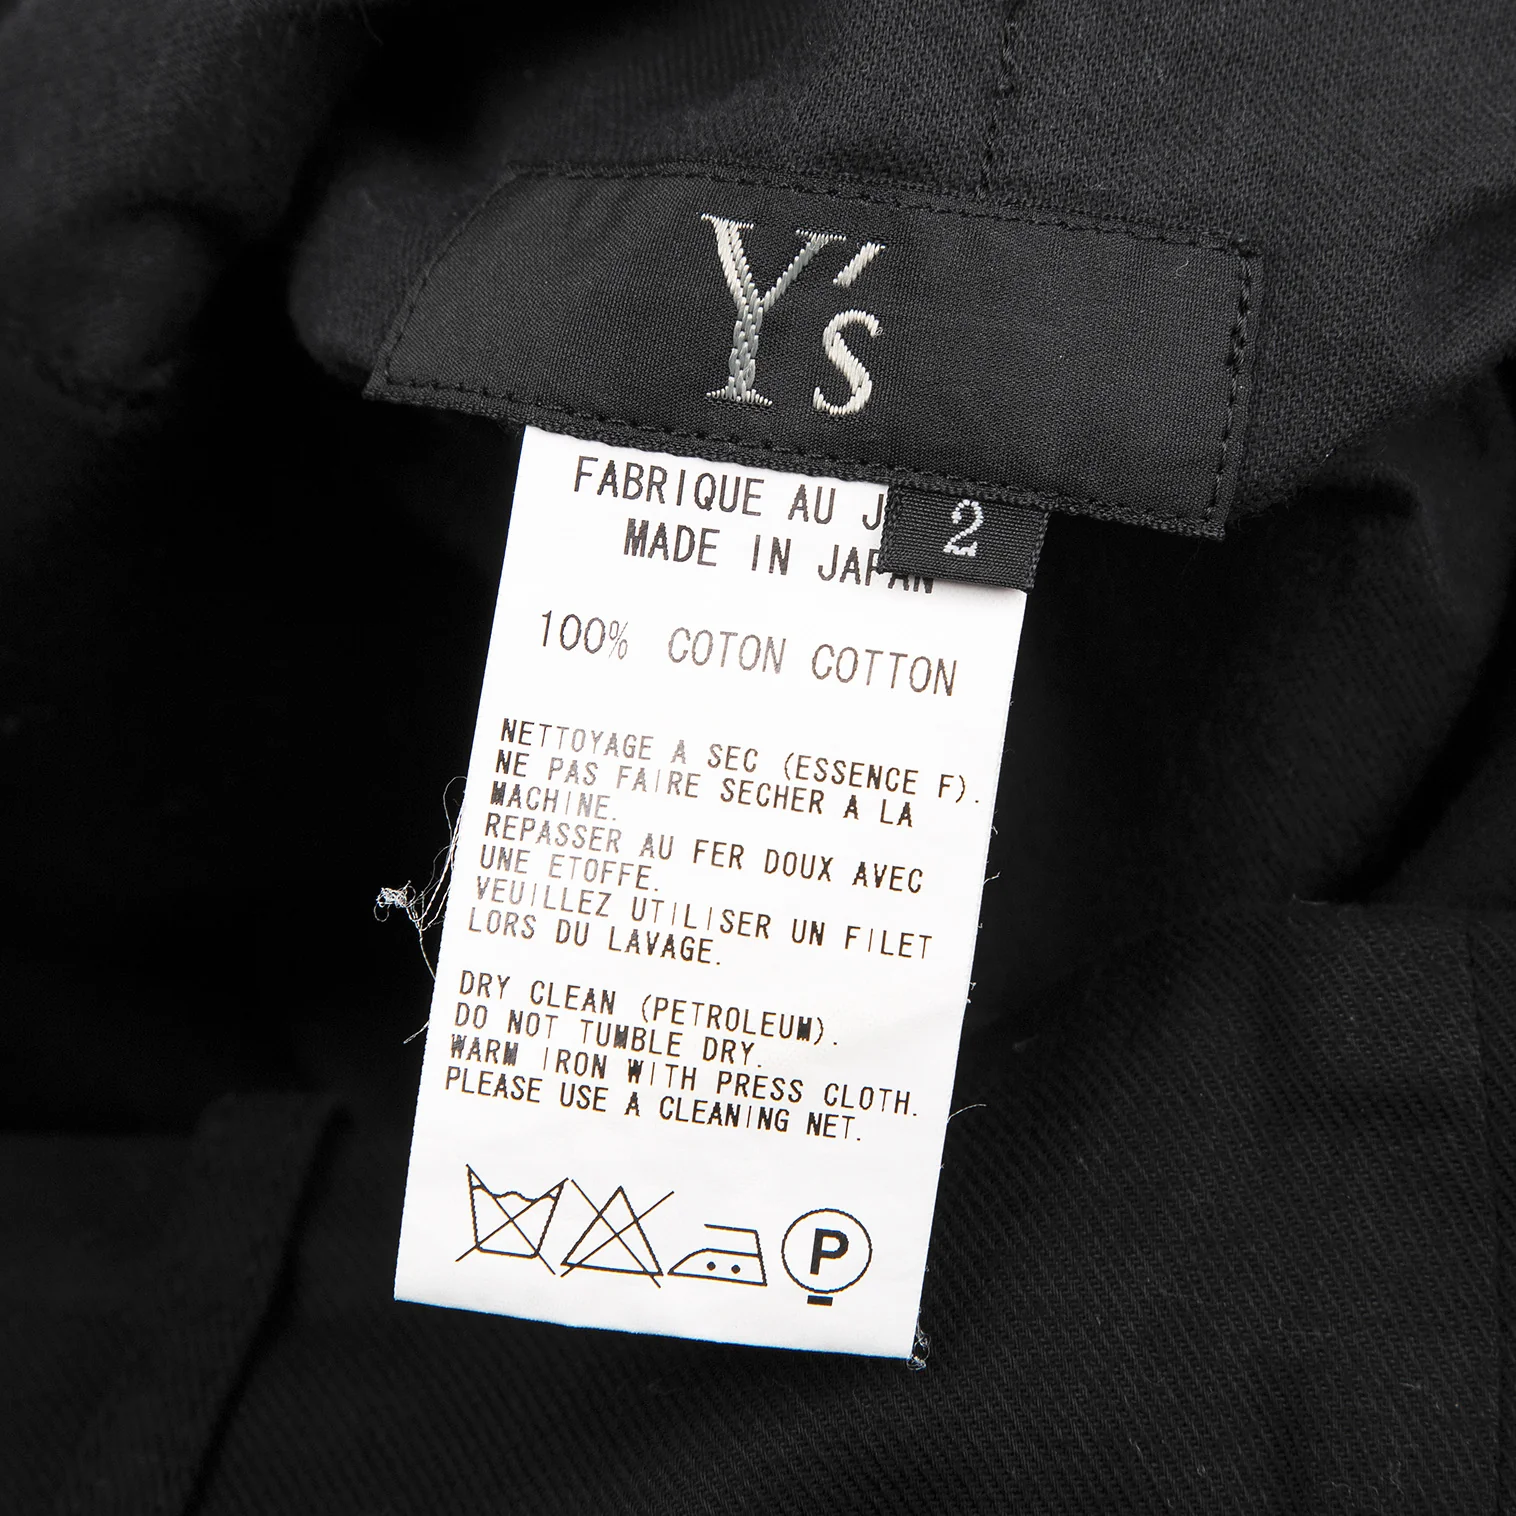 Y's
2
FABRIQUE AU J
MADE IN JAPAN
100% COTON COTTON
NETTOYAGE A SEC (ESSENCE F).
NE PAS FAIRE SECHER A LA
MACHINE.
REPASSER AU FER DOUX AVEC
UNE ETOFFE.
VEUILLEZ UTILISER UN FILET
LORS DU LAVAGE.
DRY CLEAN (PETROLEUM).
DO NOT TUMBLE DRY.
WARM IRON WITH PRESS CLOTH.
PLEASE USE A CLEANING NET.
P